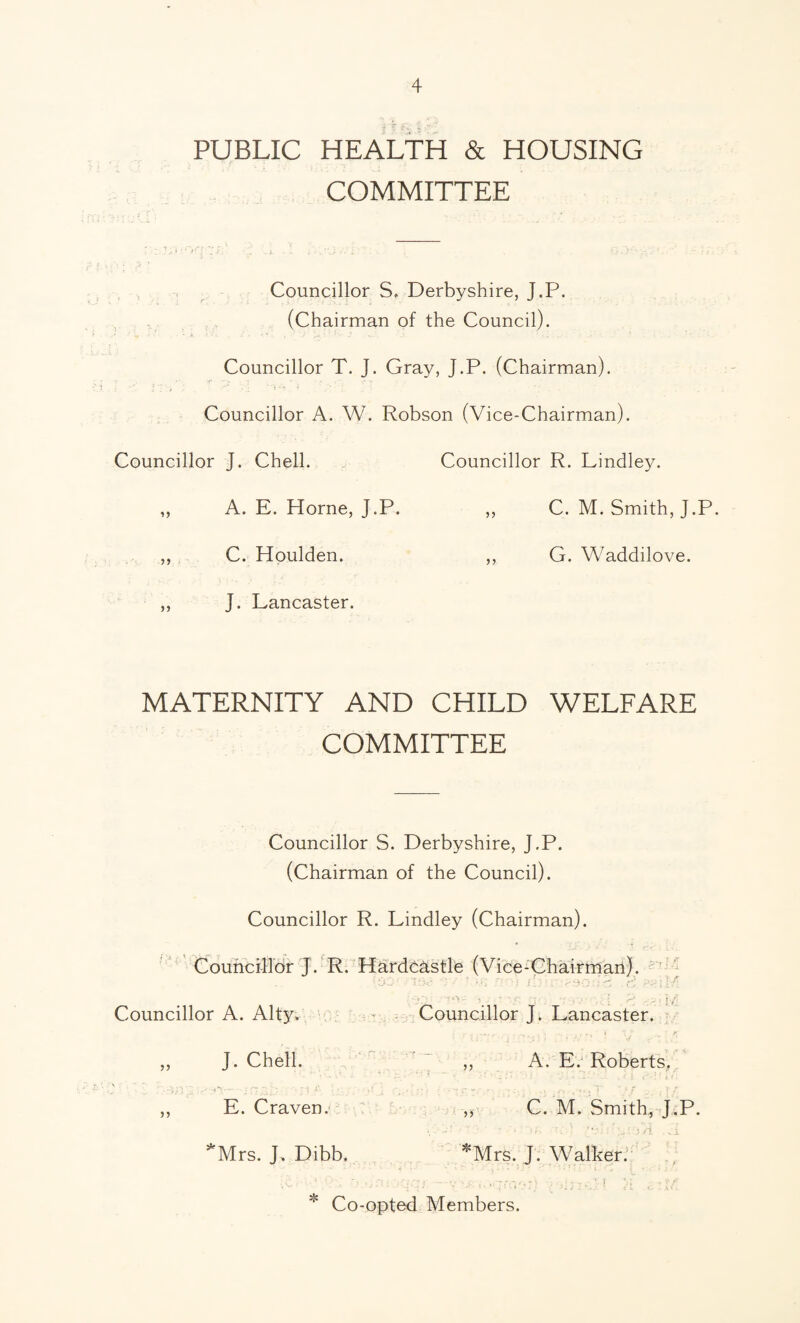 4
PUBLIC HEALTH & HOUSING
COMMITTEE
Councillor S. Derbyshire, J.P.
(Chairman of the Council).
Councillor T. J. Gray, J.P. (Chairman).
Councillor A. W. Robson (Vice-Chairman).
Councillor J. Chell. Councillor R. Lindley.
„ A. E. Horne, J.P. „ C. M. Smith, J.P.
„ C. Houlden. „ G. Waddilove.
„ J. Lancaster.
MATERNITY AND CHILD WELFARE
COMMITTEE
Councillor S. Derbyshire, J.P.
(Chairman of the Council).
Councillor R. Lindley (Chairman).
Councillor J. R. Hardcastle (Vice-Chairman).
Councillor A. Alty. Councillor J. Lancaster.
„ J. Chell. „ A. E. Roberts.
„ E. Craven. „ C. M. Smith, J.P.
*Mrs. J. Dibb. *Mrs. J. Walker.
* Co-opted Members.